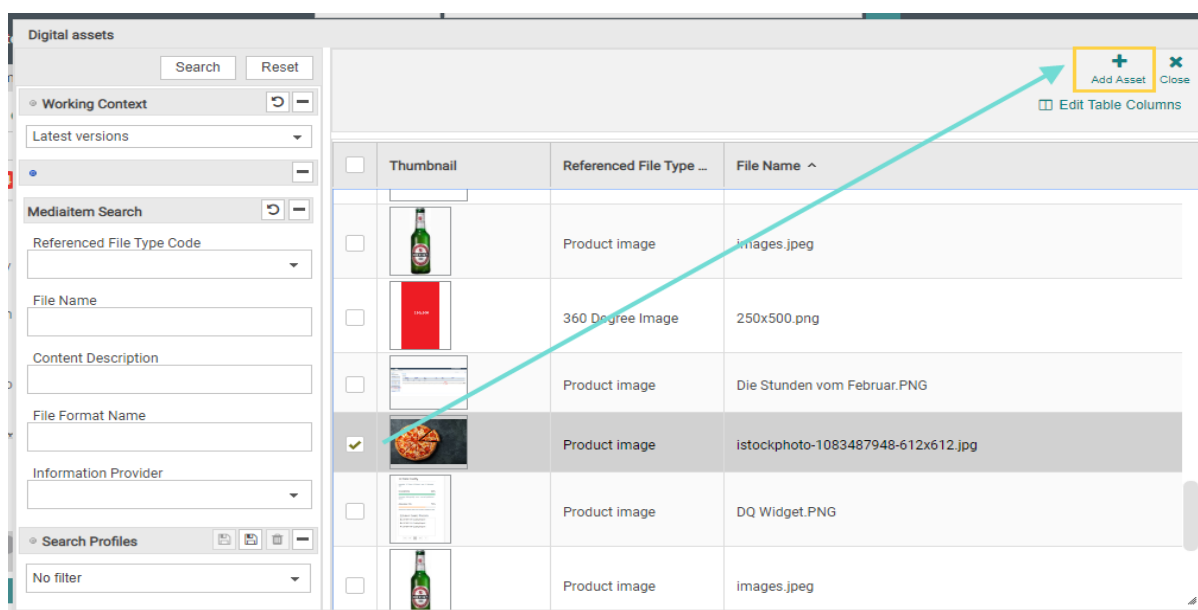 Digital assets
Search Reset
Add Asset Close
Edit Table Columns
Working Context
Latest versions
Mediaitem Search
Referenced File Type Code
File Name
Content Description
File Format Name
Information Provider
Search Profiles
No filter
Thumbnail Referenced File Type ... File Name
Product image images.jpeg
360 Degree Image 250x500.png
Product image Die Stunden vom Februar.PNG
Product image istockphoto-1083487948-612x612.jpg
Product image DQ Widget.PNG
Product image images.jpeg